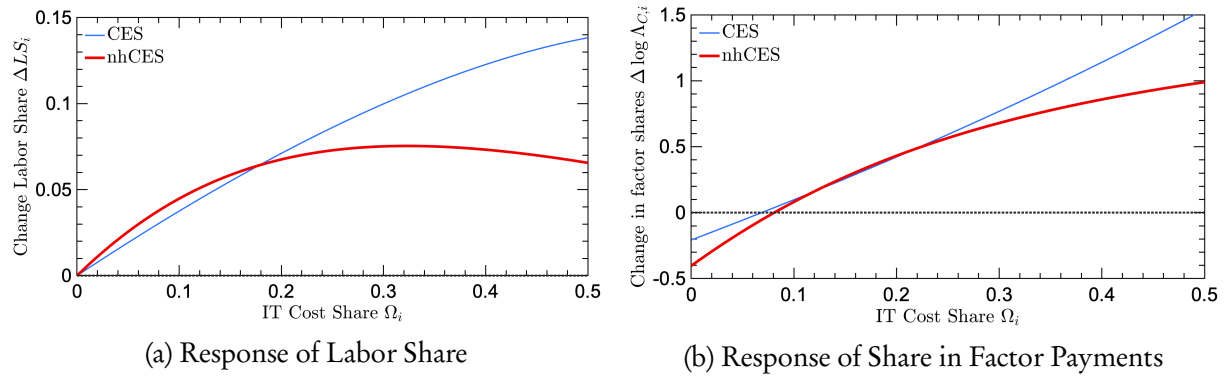 CES
nhCES
Change Labor Share Δ LS_i
0.15
0.1
0.05
0
0 0.1 0.2 0.3 0.4 0.5
IT Cost Share Ω_i
(a) Response of Labor Share
CES
nhCES
Change in factor shares Δ log Λ_{C,i}
1.5
1
0.5
0
-0.5
0 0.1 0.2 0.3 0.4 0.5
IT Cost Share Ω_i
(b) Response of Share in Factor Payments